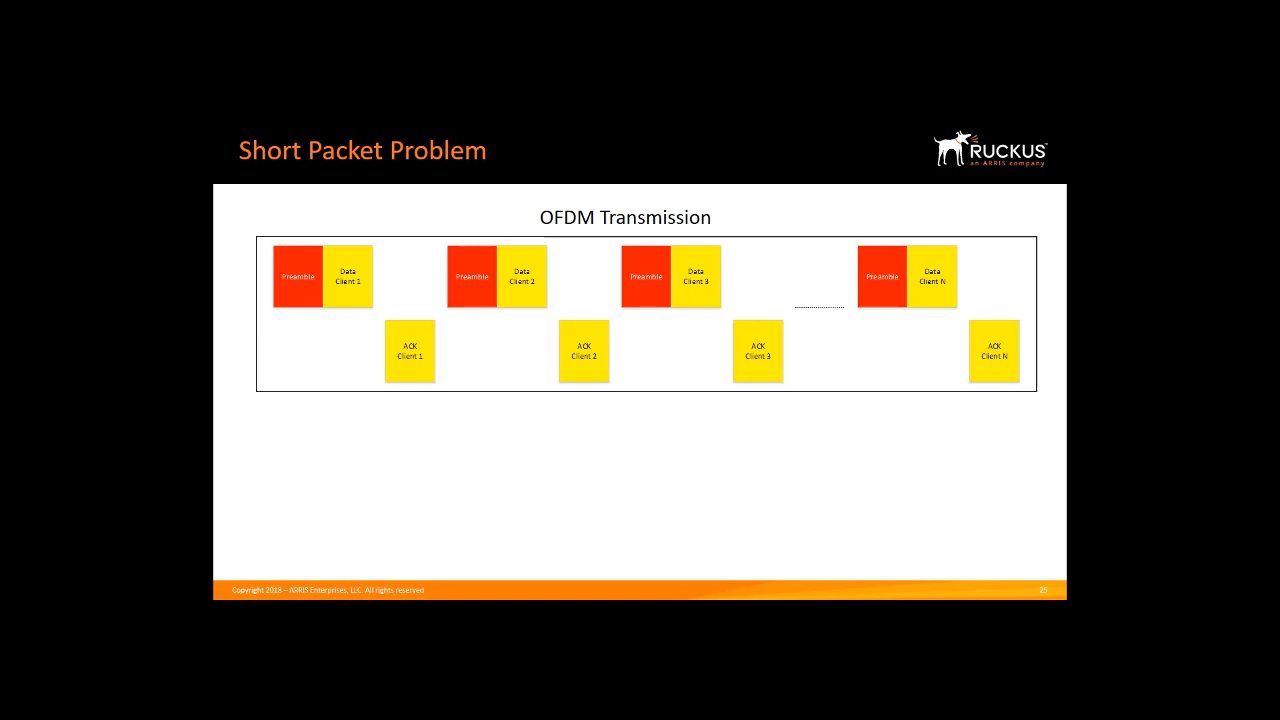 Short Packet Problem
RUCKUS
an ARRIS company
OFDM Transmission
Preamble
Data
Client 1
Preamble
Data
Client 2
Preamble
Data
Client 3
Preamble
Data
Client N
ACK
Client 1
ACK
Client 2
ACK
Client 3
ACK
Client N
Copyright 2018 – ARRIS Enterprises, LLC. All rights reserved
25